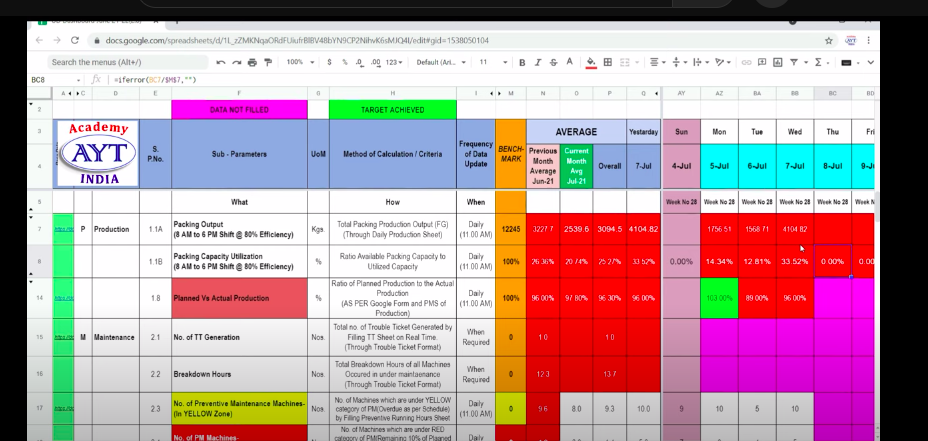 docs.google.com/spreadsheets/d/1L_zZMKNqaORdFUiufrBlBV48bYN9CP2NihvK6sMJQ4I/edit#gid=1538050104
Search the menus (Alt+/)
100%
$ % .0 .00 123
Default (Ari...
11
B I S A
BC8
fx =iferror(BC7/$M$7,"")
A C D E F G H I M N O P Q AY AZ BA BB BC BD
2 DATA NOT FILLED TARGET ACHIEVED
3 AVERAGE Yesterday Sun Mon Tue Wed Thu Fri
Academy AYT INDIA
S. P.No.
Sub - Parameters
UoM
Method of Calculation / Criteria
Frequency of Data Update
BENCH-MARK
4 Previous Month Average Jun-21
Current Month Avg Jul-21
Overall
7-Jul 4-Jul 5-Jul 6-Jul 7-Jul 8-Jul
5 What How When Week No 28 Week No 28 Week No 28 Week No 28 Week No 28
7 P Production 1.1A Packing Output
(8 AM to 6 PM Shift @ 80% Efficiency)
Kgs.
Total Packing Production Output (FG)
(Through Daily Production Sheet)
Daily
(11.00 AM)
12245 3227.7 2539.6 3094.5 4104.82 1756.51 1568.71 4104.82
8 1.1B Packing Capacity Utilization
(8 AM to 6 PM Shift @ 80% Efficiency)
%
Ratio Available Packing Capacity to
Utilized Capacity
Daily
(11.00 AM)
100% 26.36% 20.74% 25.27% 33.52% 0.00% 14.34% 12.81% 33.52% 0.00% 0.00
14 1.8 Planned Vs Actual Production
%
Ratio of Planned Production to the Actual
Production
(AS PER Google Form and PMS of
Production)
Daily
(11.00 AM)
100% 96.00% 97.80% 96.30% 96.00% 103.00% 89.00% 96.00%
15 M Maintenance 2.1 No. of TT Generation
Nos.
Total no. of Trouble Ticket Generated by
Filling TT Sheet on Real Time.
(Through Trouble Ticket Format)
When
Required
0 1.0 1.0
16 2.2 Breakdown Hours
Nos.
Total Breakdown Hours of all Machines
Occured in under maintaenance
(Through Trouble Ticket Format)
When
Required
0 12.3 13.7
17 2.3 No. of Preventive Maintenance Machines-
(In YELLOW Zone)
Nos.
No. of Machines which are under YELLOW
category of PM(Overdue as per Schedule)
by Filling Preventive Running Hours Sheet
Daily
(11.00 AM)
0 9.6 8.0 9.3 10.0 9 10 5 10
No. of PM Machines-
No. of Machines which are under RED
category of PM(Remaining 10% of Planned
Daily